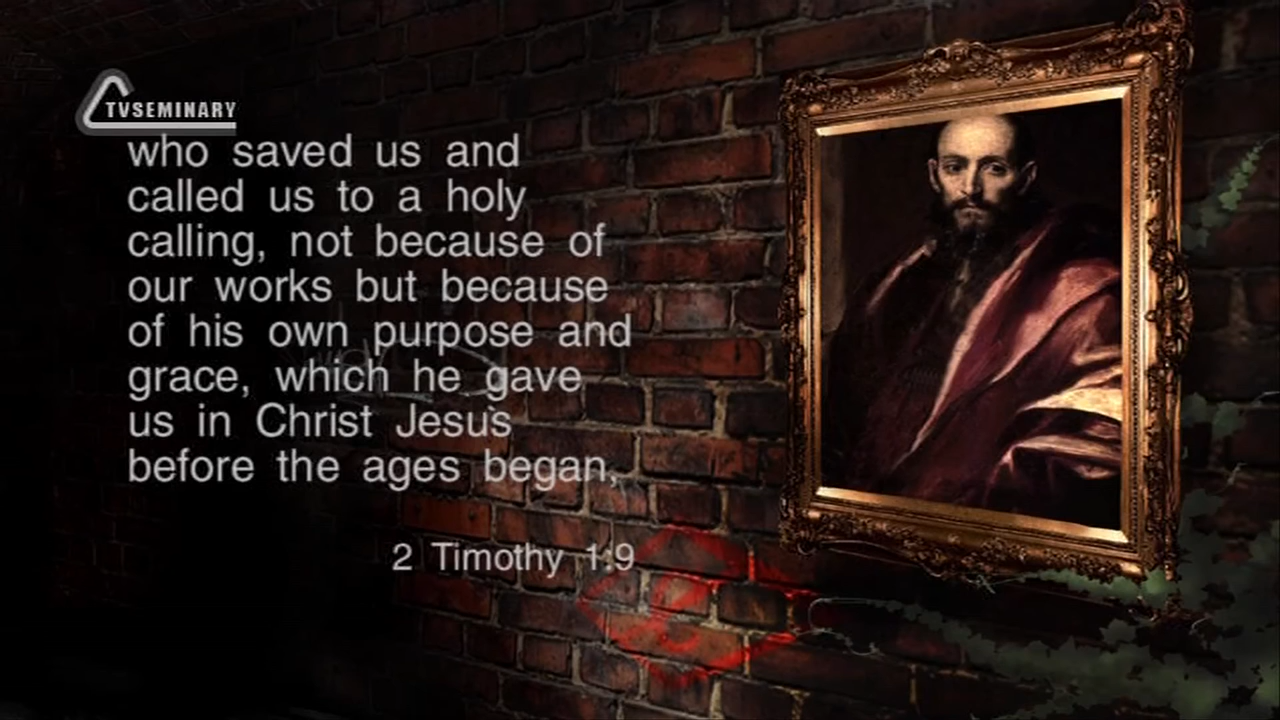 TVSEMINARY
who saved us and
called us to a holy
calling, not because of
our works but because
of his own purpose and
grace, which he gave
us in Christ Jesus
before the ages began,
2 Timothy 1:9